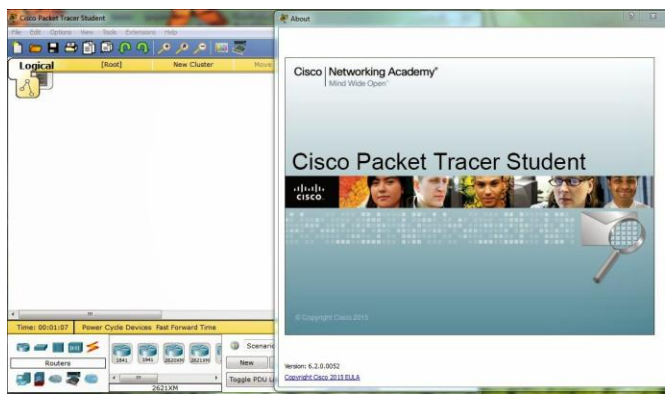 Cisco Packet Tracer Student
File Edit Options View Tools Extensions Help
Logical [Root] New Cluster Move
Time: 00:01:07 Power Cycle Devices Fast Forward Time
Routers
1841 1941 2620XM 2621XM
2621XM
Scenario
New
Toggle PDU Li
About
Cisco Networking Academy®
Mind Wide Open™
Cisco Packet Tracer Student
CISCO
© Copyright Cisco 2015
Version: 6.2.0.0052
Copyright Cisco 2015 EULA